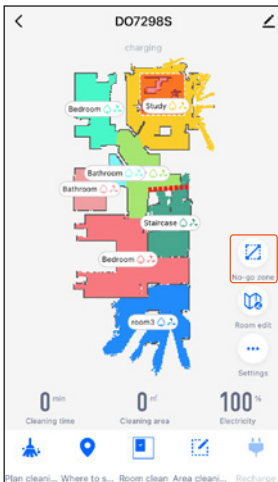 DO7298S
charging
Bedroom
Study
Bathroom
Bathroom
Staircase
Bedroom
No-go zone
room3
Room edit
Settings
0 min
0 ㎡
100 %
Cleaning time
Cleaning area
Electricity
Plan cleani...
Where to s...
Room clean
Area cleani...
Recharge